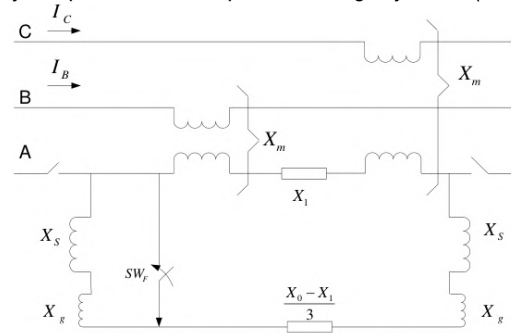 I_C
C
X_m
I_B
B
X_m
A
X_1
X_S
X_S
SW_F
X_g
X_0 - X_1
3
X_g